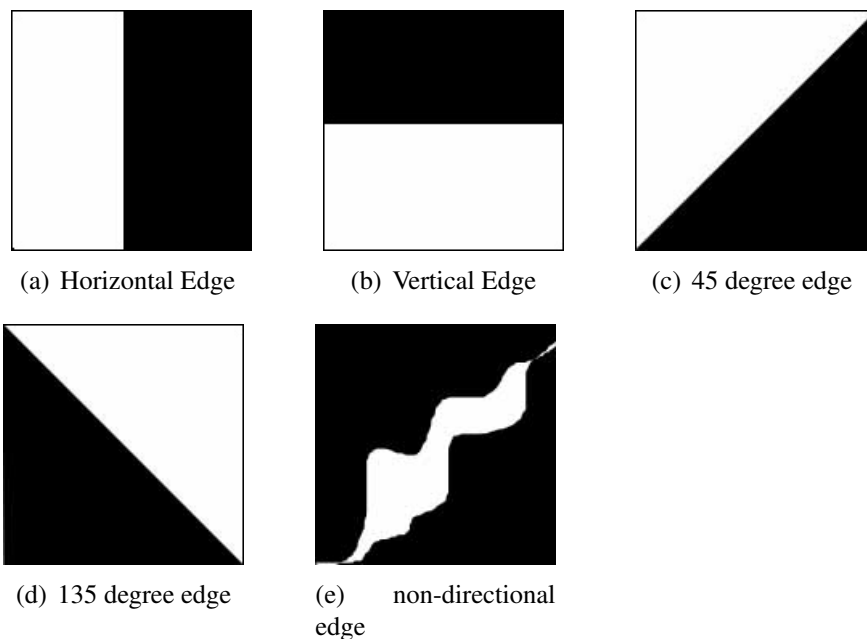 (a) Horizontal Edge
(b) Vertical Edge
(c) 45 degree edge
(d) 135 degree edge
(e) non-directional
edge